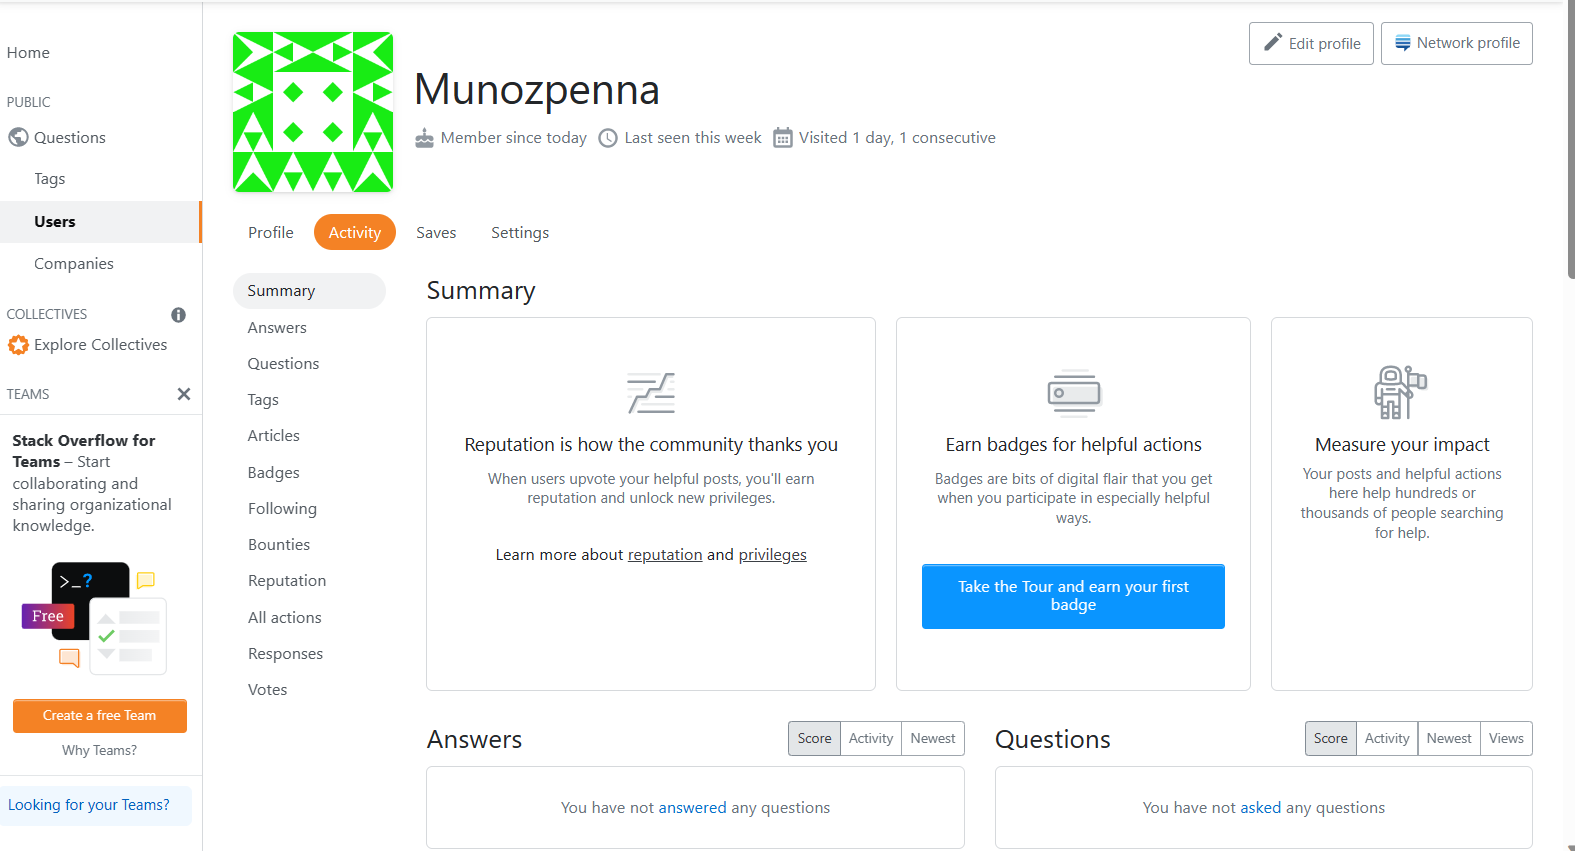 Home
PUBLIC
Questions
Tags
Users
Companies
COLLECTIVES
Explore Collectives
TEAMS
Stack Overflow for
Teams – Start
collaborating and
sharing organizational
knowledge.
>_?
Free
Create a free Team
Why Teams?
Looking for your Teams?
Edit profile
Network profile
Munozpenna
Member since today
Last seen this week
Visited 1 day, 1 consecutive
Profile
Activity
Saves
Settings
Summary
Answers
Questions
Tags
Articles
Badges
Following
Bounties
Reputation
All actions
Responses
Votes
Summary
Reputation is how the community thanks you
When users upvote your helpful posts, you'll earn
reputation and unlock new privileges.
Learn more about reputation and privileges
Earn badges for helpful actions
Badges are bits of digital flair that you get
when you participate in especially helpful
ways.
Take the Tour and earn your first
badge
Measure your impact
Your posts and helpful actions
here help hundreds or
thousands of people searching
for help.
Answers
Score
Activity
Newest
You have not answered any questions
Questions
Score
Activity
Newest
Views
You have not asked any questions